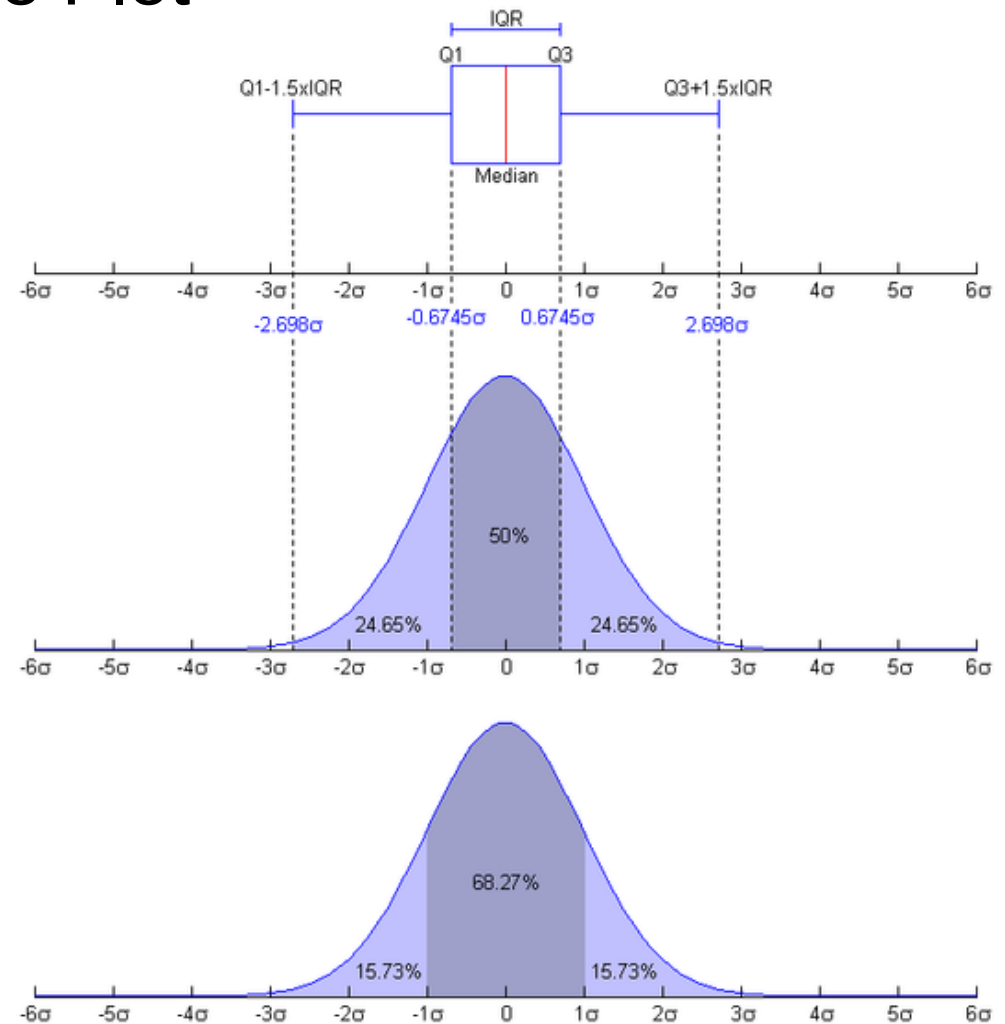 IQR
Q1 Q3
Q1-1.5xIQR Q3+1.5xIQR
Median
-6σ -5σ -4σ -3σ -2σ -1σ 0 1σ 2σ 3σ 4σ 5σ 6σ
-2.698σ -0.6745σ 0.6745σ 2.698σ
50%
24.65% 24.65%
-6σ -5σ -4σ -3σ -2σ -1σ 0 1σ 2σ 3σ 4σ 5σ 6σ
68.27%
15.73% 15.73%
-6σ -5σ -4σ -3σ -2σ -1σ 0 1σ 2σ 3σ 4σ 5σ 6σ